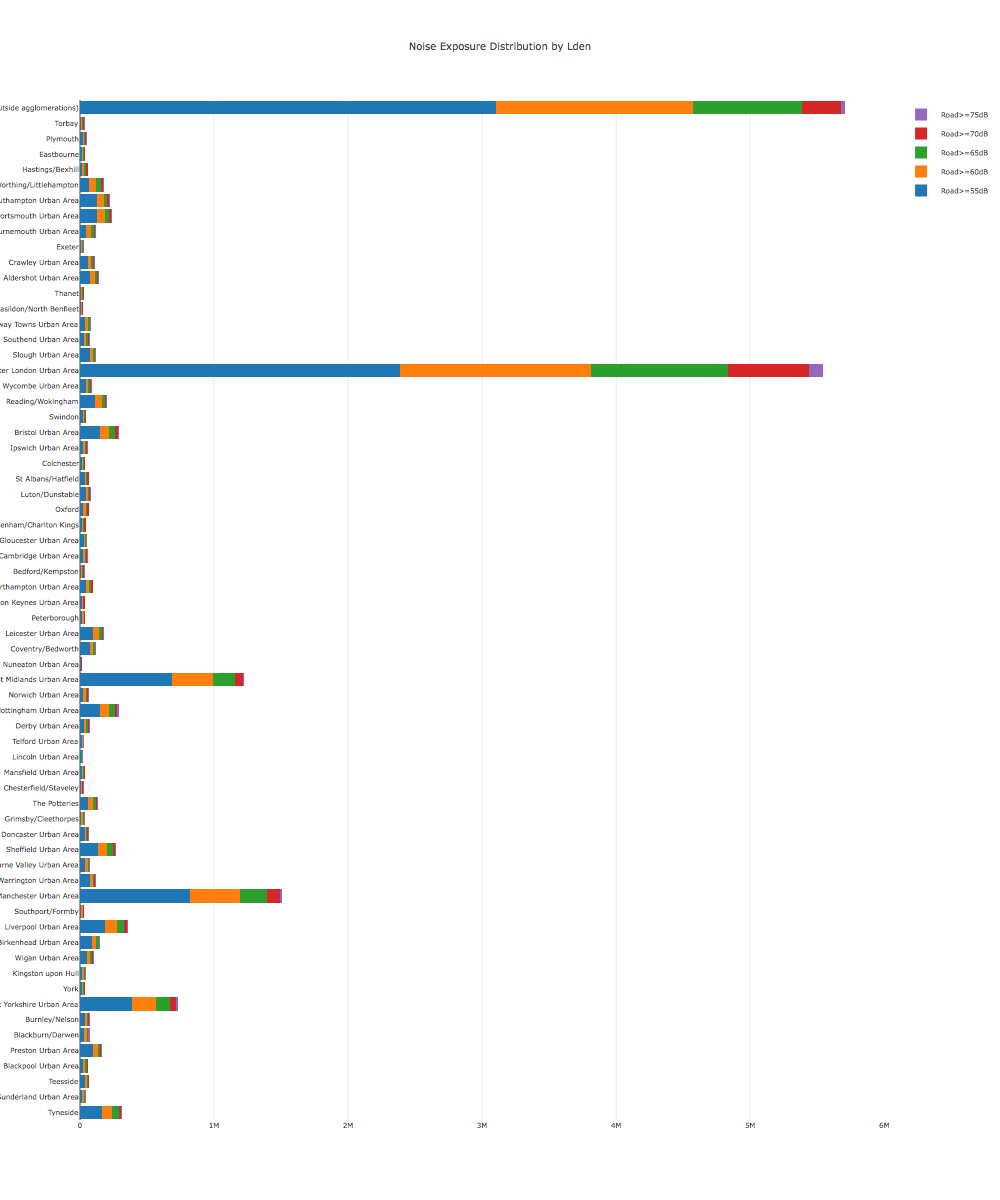 Noise Exposure Distribution by Lden
Road>=75dB
Road>=70dB
Road>=65dB
Road>=60dB
Road>=55dB
utside agglomerations)
Torbay
Plymouth
Eastbourne
Hastings/Bexhill
Worthing/Littlehampton
uthampton Urban Area
ortsmouth Urban Area
urnemouth Urban Area
Exeter
Crawley Urban Area
Aldershot Urban Area
Thanet
asildon/North Benfleet
way Towns Urban Area
Southend Urban Area
Slough Urban Area
ter London Urban Area
Wycombe Urban Area
Reading/Wokingham
Swindon
Bristol Urban Area
Ipswich Urban Area
Colchester
St Albans/Hatfield
Luton/Dunstable
Oxford
enham/Charlton Kings
Gloucester Urban Area
Cambridge Urban Area
Bedford/Kempston
rthampton Urban Area
on Keynes Urban Area
Peterborough
Leicester Urban Area
Coventry/Bedworth
Nuneaton Urban Area
t Midlands Urban Area
Norwich Urban Area
Nottingham Urban Area
Derby Urban Area
Telford Urban Area
Lincoln Urban Area
Mansfield Urban Area
Chesterfield/Staveley
The Potteries
Grimsby/Cleethorpes
Doncaster Urban Area
Sheffield Urban Area
arne Valley Urban Area
Warrington Urban Area
Manchester Urban Area
Southport/Formby
Liverpool Urban Area
Birkenhead Urban Area
Wigan Urban Area
Kingston upon Hull
York
t Yorkshire Urban Area
Burnley/Nelson
Blackburn/Darwen
Preston Urban Area
Blackpool Urban Area
Teesside
Sunderland Urban Area
Tyneside
0 1M 2M 3M 4M 5M 6M